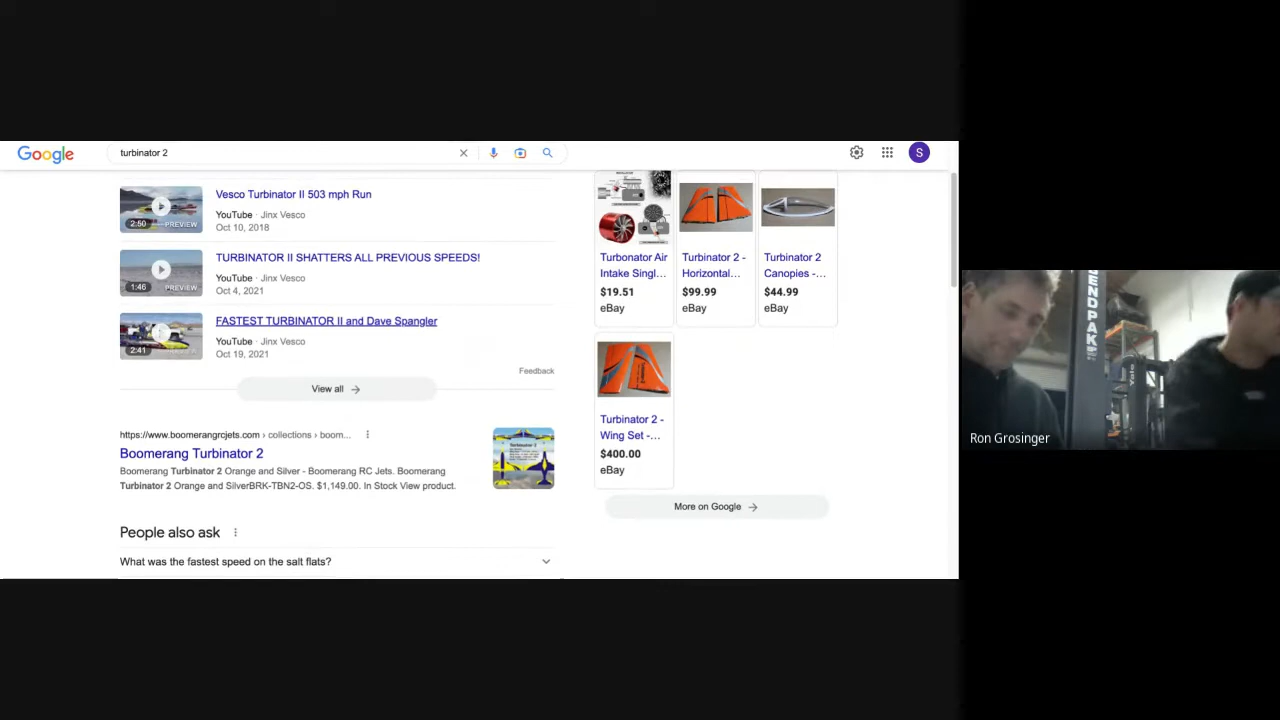 Google
turbinator 2
S
2:50
PREVIEW
Vesco Turbinator II 503 mph Run
YouTube · Jinx Vesco
Oct 10, 2018
1:46
PREVIEW
TURBINATOR II SHATTERS ALL PREVIOUS SPEEDS!
YouTube · Jinx Vesco
Oct 4, 2021
2:41
FASTEST TURBINATOR II and Dave Spangler
YouTube · Jinx Vesco
Oct 19, 2021
Feedback
View all
https://www.boomerangrcjets.com › collections › boom...
Boomerang Turbinator 2
Boomerang Turbinator 2 Orange and Silver - Boomerang RC Jets. Boomerang
Turbinator 2 Orange and SilverBRK-TBN2-OS. $1,149.00. In Stock View product.
Turbinator 2
People also ask
What was the fastest speed on the salt flats?
Turbonator Air
Intake Singl...
$19.51
eBay
Turbinator 2 -
Horizontal...
$99.99
eBay
Turbinator 2
Canopies -...
$44.99
eBay
Turbinator 2 -
Wing Set -...
$400.00
eBay
More on Google
ENDPAK
Yale
Ron Grosinger